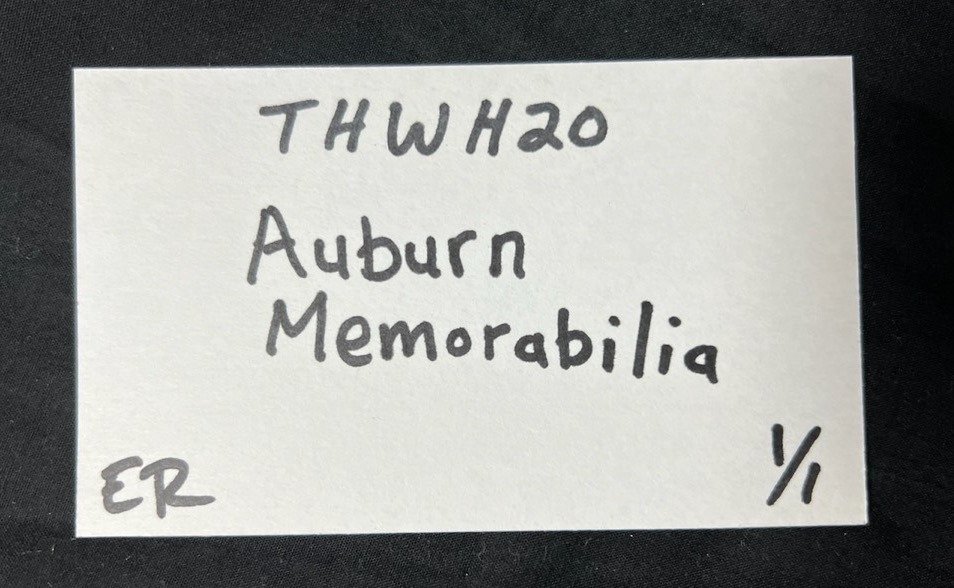 THWH20
Auburn
Memorabilia
ER
1/1